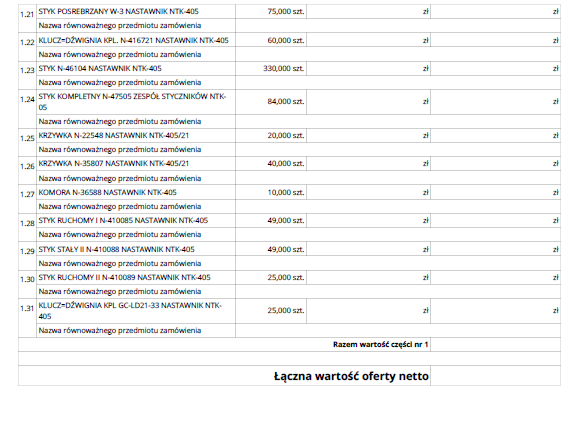 1.21 STYK POSREBRZANY W-3 NASTAWNIK NTK-405 75,000 szt. zł zł
Nazwa równoważnego przedmiotu zamówienia
1.22 KLUCZ=DŹWIGNIA KPL. N-416721 NASTAWNIK NTK-405 60,000 szt. zł zł
Nazwa równoważnego przedmiotu zamówienia
1.23 STYK N-46104 NASTAWNIK NTK-405 330,000 szt. zł zł
Nazwa równoważnego przedmiotu zamówienia
1.24 STYK KOMPLETNY N-47505 ZESPÓŁ STYCZNIKÓW NTK-
05 84,000 szt. zł zł
Nazwa równoważnego przedmiotu zamówienia
1.25 KRZYWKA N-22548 NASTAWNIK NTK-405/21 20,000 szt. zł zł
Nazwa równoważnego przedmiotu zamówienia
1.26 KRZYWKA N-35807 NASTAWNIK NTK-405/21 40,000 szt. zł zł
Nazwa równoważnego przedmiotu zamówienia
1.27 KOMORA N-36588 NASTAWNIK NTK-405 10,000 szt. zł zł
Nazwa równoważnego przedmiotu zamówienia
1.28 STYK RUCHOMY I N-410085 NASTAWNIK NTK-405 49,000 szt. zł zł
Nazwa równoważnego przedmiotu zamówienia
1.29 STYK STAŁY II N-410088 NASTAWNIK NTK-405 49,000 szt. zł zł
Nazwa równoważnego przedmiotu zamówienia
1.30 STYK RUCHOMY II N-410089 NASTAWNIK NTK-405 25,000 szt. zł zł
Nazwa równoważnego przedmiotu zamówienia
1.31 KLUCZ=DŹWIGNIA KPL GC-LD21-33 NASTAWNIK NTK-
405 25,000 szt. zł zł
Nazwa równoważnego przedmiotu zamówienia
Razem wartość części nr 1
Łączna wartość oferty netto